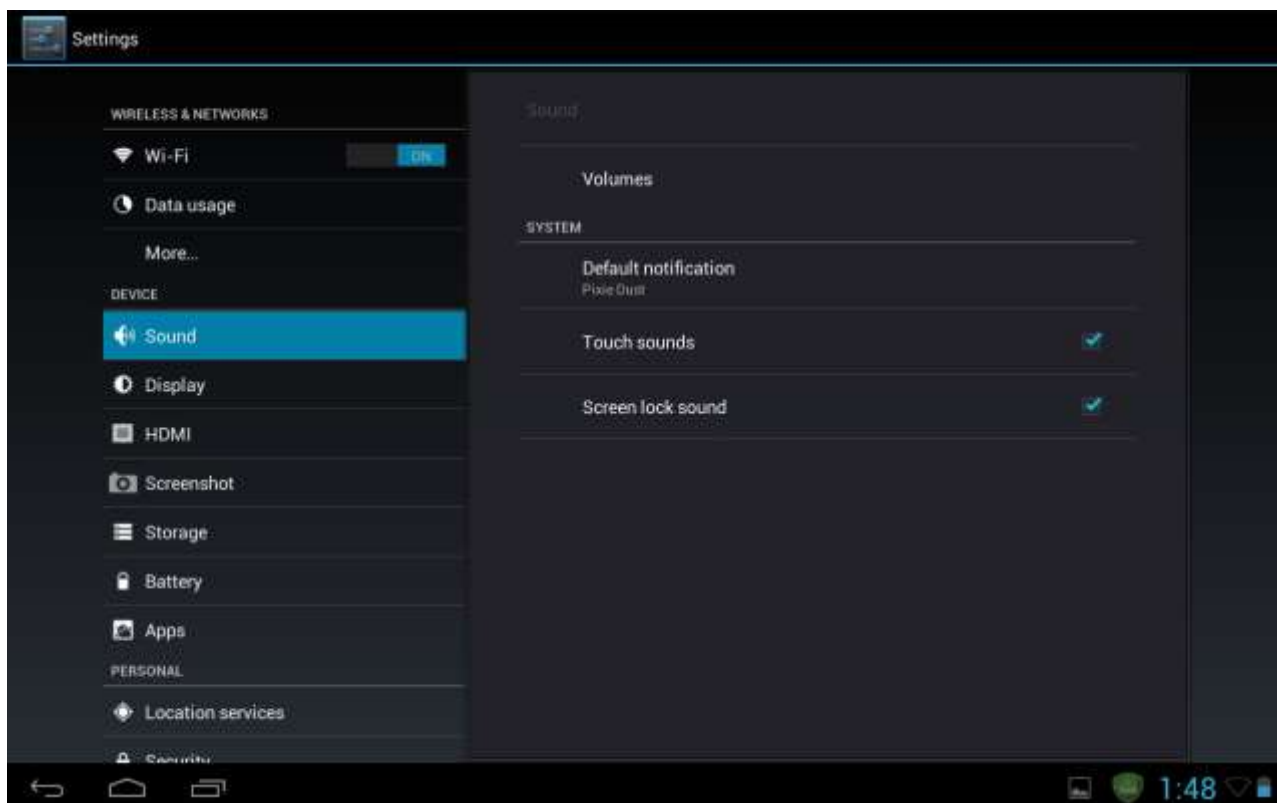 Settings
WIRELESS & NETWORKS
Wi-Fi
ON
Data usage
More...
DEVICE
Sound
Display
HDMI
Screenshot
Storage
Battery
Apps
PERSONAL
Location services
Security
Sound
Volumes
SYSTEM
Default notification
Pixie Dust
Touch sounds
Screen lock sound
1:48